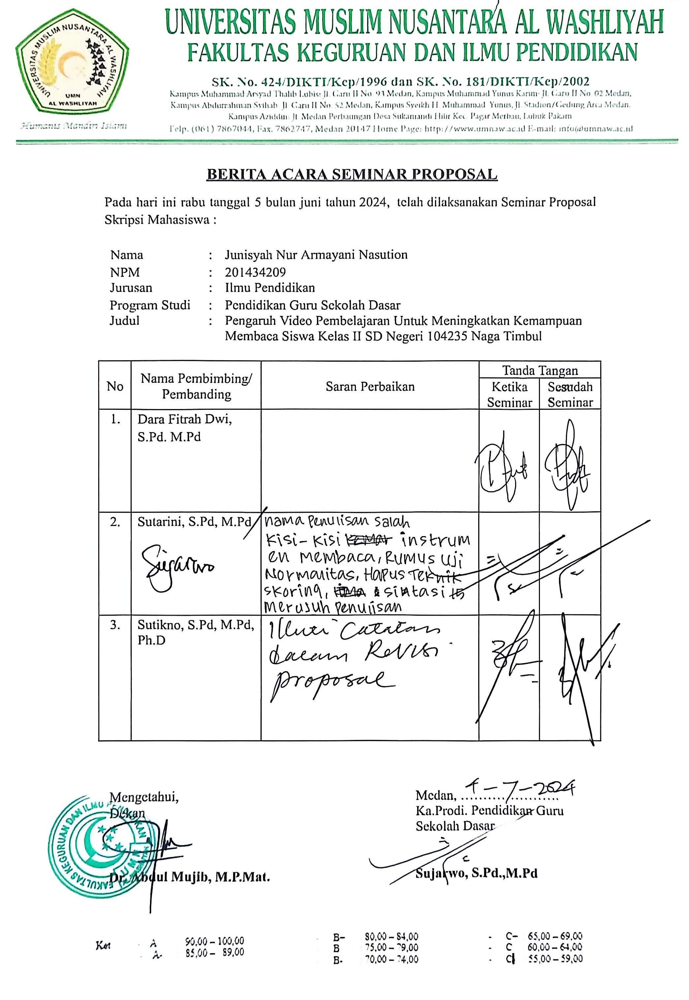 UNIVERSITAS MUSLIM NUSANTARA AL WASHLIYAH
FAKULTAS KEGURUAN DAN ILMU PENDIDIKAN
SK. No. 424/DIKTI/Kep/1996 dan SK. No. 181/DIKTI/Kep/2002
Kampus Muhammad Arsyad Thalib Lubis: Jl. Garu II No. 93 Medan, Kampus Muhammad Yunus Karim: Jl. Garu II No. 02 Medan,
Kampus Abdurrahman Syihab: Jl. Garu II No. 52 Medan, Kampus Syeikh H. Muhammad Yunus, Jl. Stadion/Gedung Arca Medan.
Kampus Aziddin: Jl. Medan Perbaungan Desa Sukamandi Hilir Kec. Pagar Merbau, Lubuk Pakam
Telp. (061) 7867044, Fax. 7862747, Medan 20147 Home Page: http://www.umnaw.ac.id E-mail: info@umnaw.ac.id
UNIVERSITAS MUSLIM NUSANTARA AL WASHLIYAH
UMN
AL WASHLIYAH
Humanis Mandiri Islami
BERITA ACARA SEMINAR PROPOSAL
Pada hari ini rabu tanggal 5 bulan juni tahun 2024, telah dilaksanakan Seminar Proposal
Skripsi Mahasiswa :
Nama : Junisyah Nur Armayani Nasution
NPM : 201434209
Jurusan : Ilmu Pendidikan
Program Studi : Pendidikan Guru Sekolah Dasar
Judul : Pengaruh Video Pembelajaran Untuk Meningkatkan Kemampuan
Membaca Siswa Kelas II SD Negeri 104235 Naga Timbul
No
Nama Pembimbing/
Pembanding
Saran Perbaikan
Tanda Tangan
Ketika
Seminar
Sesudah
Seminar
1. Dara Fitrah Dwi,
S.Pd. M.Pd
2. Sutarini, S.Pd, M.Pd
nama penulisan salah
kisi-kisi instrum
en membaca, Rumus uji
Normalitas, Hapus Teknik
skoring, sintasi
penulisan
3. Sutikno, S.Pd, M.Pd,
Ph.D
Catatan
dalam Revisi
proposal
Mengetahui,
Dekan
FAKULTAS KEGURUAN DAN ILMU PENDIDIKAN
Dr. Abdul Mujib, M.P.Mat.
Medan, 4-7-2024
Ka.Prodi. Pendidikan Guru
Sekolah Dasar
Sujarwo, S.Pd.,M.Pd
Ket A 90,00 – 100,00 B- 80,00 – 84,00 - C- 65,00 – 69,00
A- 85,00 – 89,00 B 75,00 – 79,00 - C 60,00 – 64,00
B- 70,00 – 74,00 - C 55,00 – 59,00